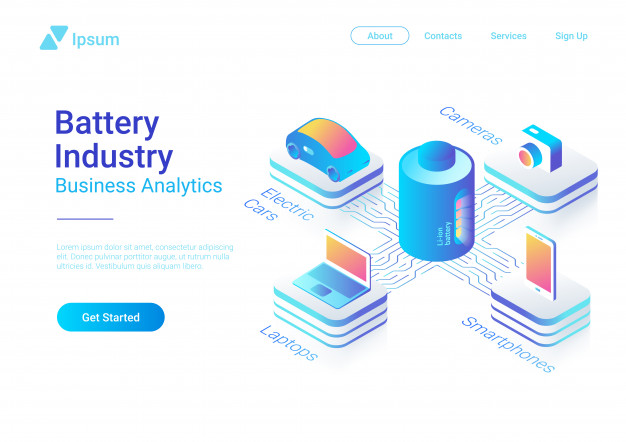 Ipsum
About
Contacts
Services
Sign Up
Battery
Industry
Business Analytics
Lorem ipsum dolor sit amet, consectetur adipiscing
elit. Donec pulvinar porttitor augue, ut dictum mauris
ultricies id. Vestibulum quis aliquam libero.
Get Started
Cameras
Electric
Cars
Li-ion
battery
Laptops
Smartphones